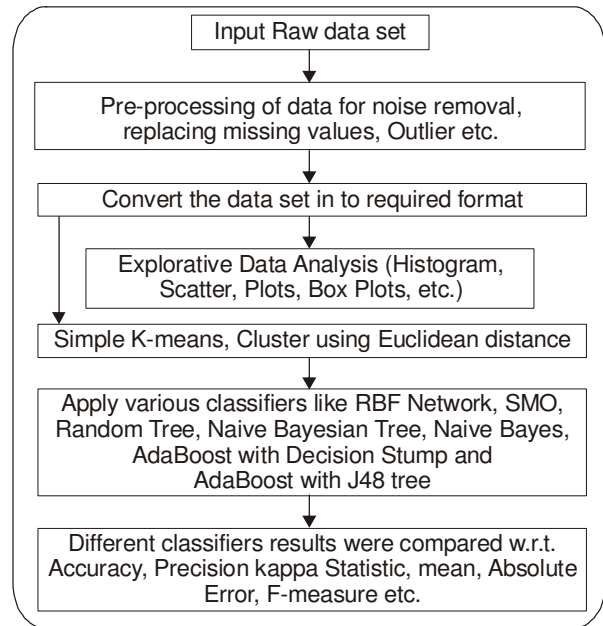 Input Raw data set
Pre-processing of data for noise removal,
replacing missing values, Outlier etc.
Convert the data set in to required format
Explorative Data Analysis (Histogram,
Scatter, Plots, Box Plots, etc.)
Simple K-means, Cluster using Euclidean distance
Apply various classifiers like RBF Network, SMO,
Random Tree, Naive Bayesian Tree, Naive Bayes,
AdaBoost with Decision Stump and
AdaBoost with J48 tree
Different classifiers results were compared w.r.t.
Accuracy, Precision kappa Statistic, mean, Absolute
Error, F-measure etc.